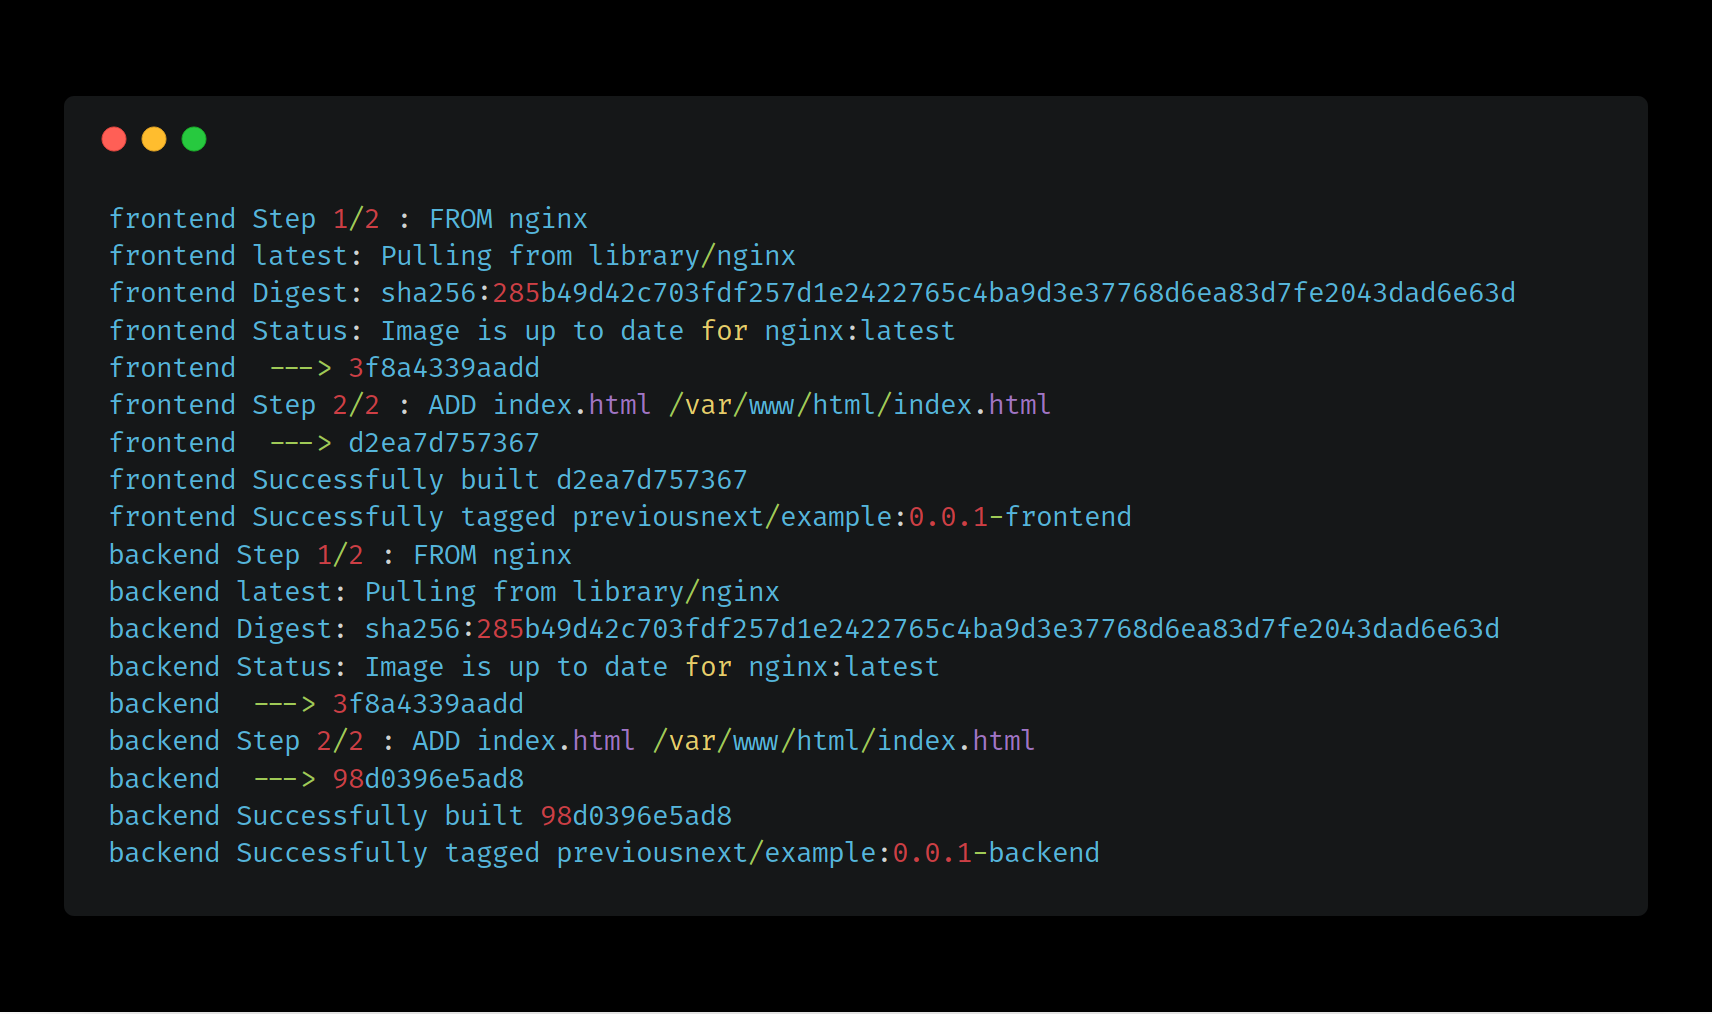 frontend Step 1/2 : FROM nginx
frontend latest: Pulling from library/nginx
frontend Digest: sha256:285b49d42c703fdf257d1e2422765c4ba9d3e37768d6ea83d7fe2043dad6e63d
frontend Status: Image is up to date for nginx:latest
frontend  ---> 3f8a4339aadd
frontend Step 2/2 : ADD index.html /var/www/html/index.html
frontend  ---> d2ea7d757367
frontend Successfully built d2ea7d757367
frontend Successfully tagged previousnext/example:0.0.1-frontend
backend Step 1/2 : FROM nginx
backend latest: Pulling from library/nginx
backend Digest: sha256:285b49d42c703fdf257d1e2422765c4ba9d3e37768d6ea83d7fe2043dad6e63d
backend Status: Image is up to date for nginx:latest
backend  ---> 3f8a4339aadd
backend Step 2/2 : ADD index.html /var/www/html/index.html
backend  ---> 98d0396e5ad8
backend Successfully built 98d0396e5ad8
backend Successfully tagged previousnext/example:0.0.1-backend